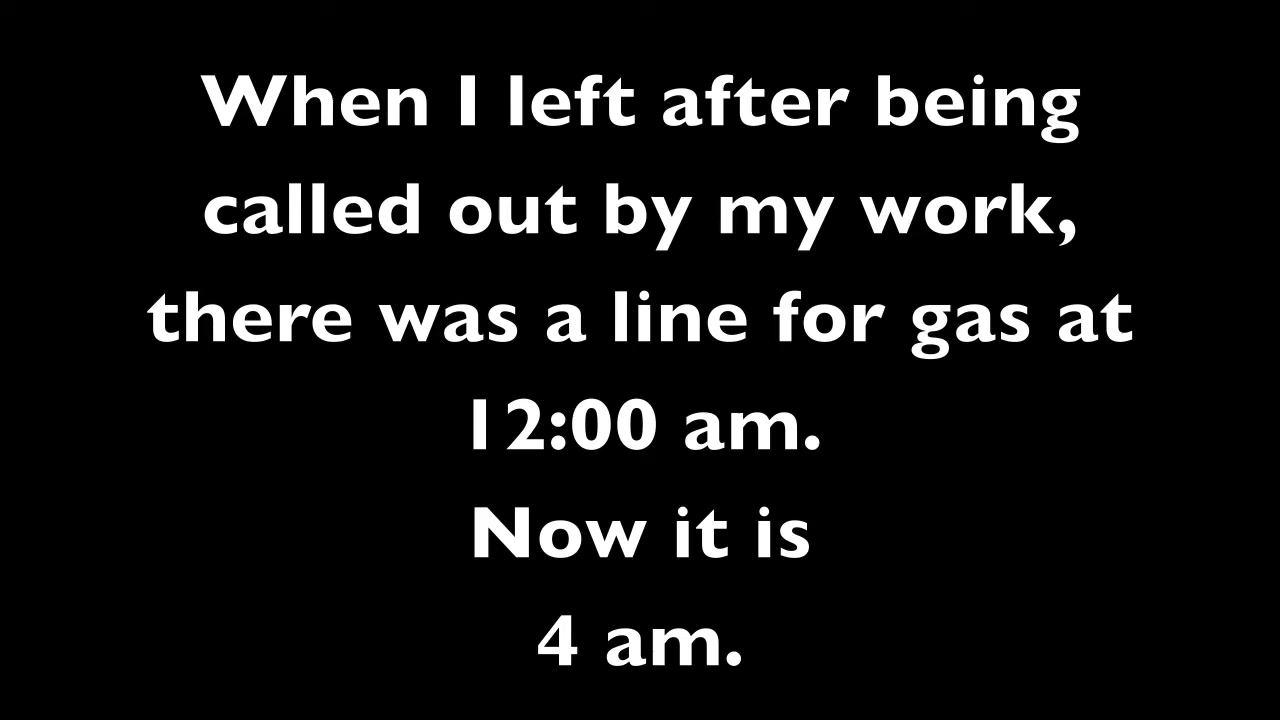 When I left after being
called out by my work,
there was a line for gas at
12:00 am.
Now it is
4 am.